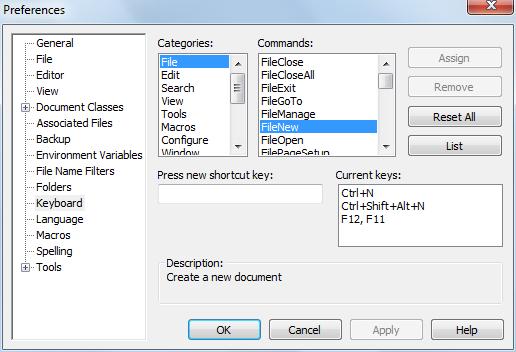 Preferences
General
File
Editor
View
Document Classes
Associated Files
Backup
Environment Variables
File Name Filters
Folders
Keyboard
Language
Macros
Spelling
Tools
Categories:
File
Edit
Search
View
Tools
Macros
Configure
Window
Commands:
FileClose
FileCloseAll
FileExit
FileGoTo
FileManage
FileNew
FileOpen
FilePageSetup
Assign
Remove
Reset All
List
Press new shortcut key:
Current keys:
Ctrl+N
Ctrl+Shift+Alt+N
F12, F11
Description:
Create a new document
OK
Cancel
Apply
Help